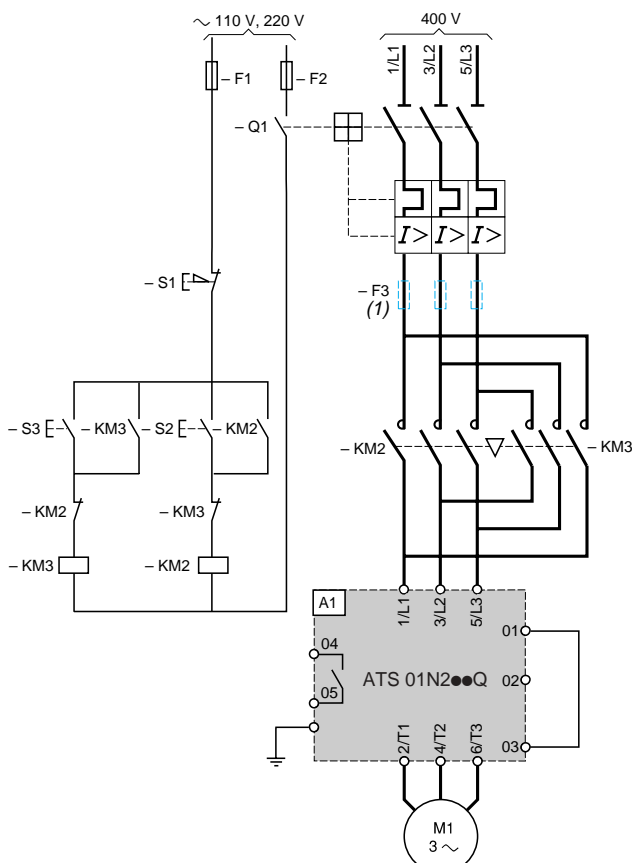 ∼ 110 V, 220 V
400 V
1/L1
3/L2
5/L3
– F1
– F2
– Q1
I>
I>
I>
– S1
– F3
(1)
– S3
– KM3
– S2
– KM2
– KM2
– KM3
– KM2
– KM3
– KM3
– KM2
A1
1/L1
3/L2
5/L3
01
04
ATS 01N2●●Q
02
05
03
2/T1
4/T2
6/T3
M1
3 ∼